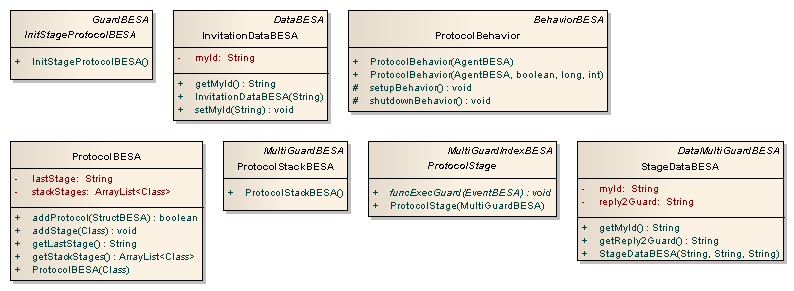 GuardBESA
InitStageProtocolBESA
+ InitStageProtocolBESA()
DataBESA
InvitationDataBESA
- myId: String
+ getMyId() : String
+ InvitationDataBESA(String)
+ setMyId(String) : void
BehaviorBESA
ProtocolBehavior
+ ProtocolBehavior(AgentBESA)
+ ProtocolBehavior(AgentBESA, boolean, long, int)
# setupBehavior() : void
# shutdownBehavior() : void
ProtocolBESA
- lastStage: String
- stackStages: ArrayList<Class>
+ addProtocol(StructBESA) : boolean
+ addStage(Class) : void
+ getLastStage() : String
+ getStackStages() : ArrayList<Class>
+ ProtocolBESA(Class)
MultiGuardBESA
ProtocolStackBESA
+ ProtocolStackBESA()
MultiGuardIndexBESA
ProtocolStage
+ funcExecGuard(EventBESA) : void
+ ProtocolStage(MultiGuardBESA)
DataMultiGuardBESA
StageDataBESA
- myId: String
- reply2Guard: String
+ getMyId() : String
+ getReply2Guard() : String
+ StageDataBESA(String, String, String)